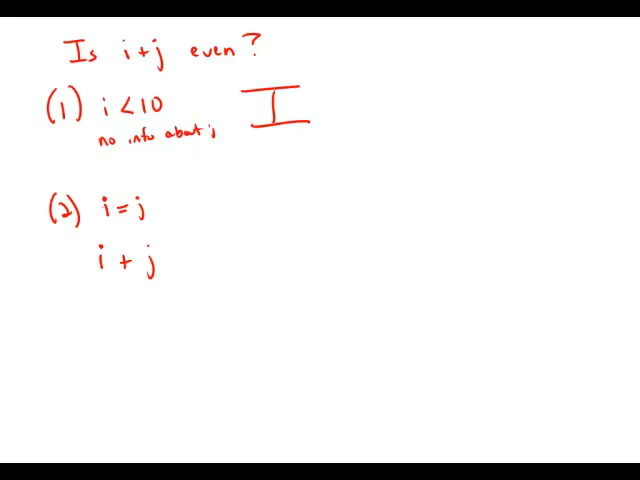 Is i + j even?
(1) i < 10 I
no info about j
(2) i = j
i + j